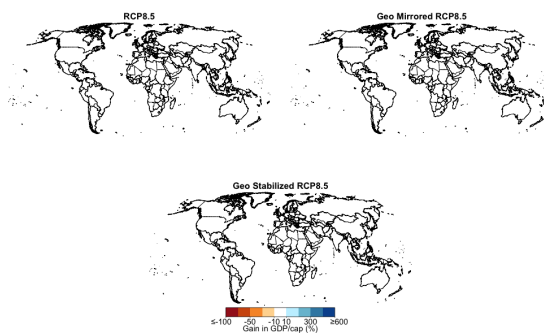 RCP8.5
Geo Mirrored RCP8.5
Geo Stabilized RCP8.5
≤-100 -50 -10 10 300 ≥600
Gain in GDP/cap (%)